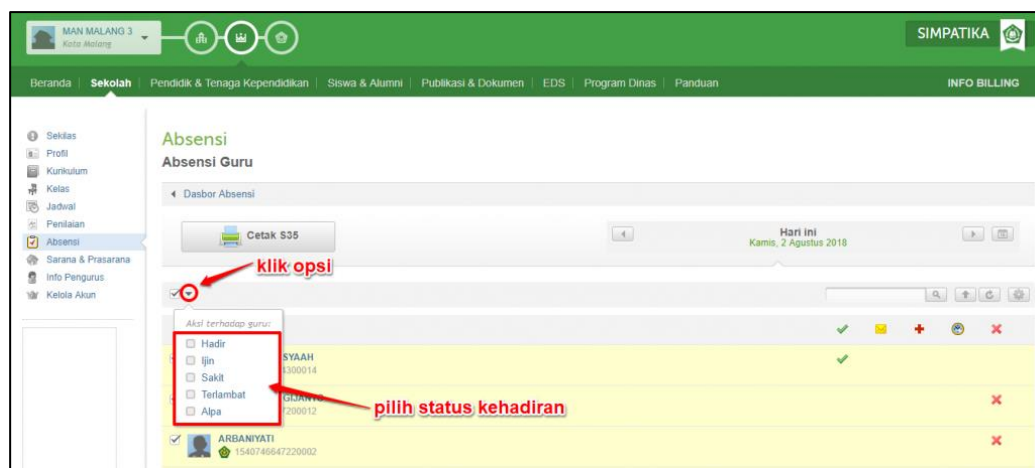 MAN MALANG 3
Kota Malang
SIMPATIKA
Beranda Sekolah Pendidik & Tenaga Kependidikan Siswa & Alumni Publikasi & Dokumen EDS Program Dinas Panduan INFO BILLING
Sekilas
Profil
Kurikulum
Kelas
Jadwal
Penilaian
Absensi
Sarana & Prasarana
Info Pengurus
Kelola Akun
Absensi
Absensi Guru
Dasbor Absensi
Cetak S35
Hari ini
Kamis, 2 Agustus 2018
klik opsi
Aksi terhadap guru:
Hadir
Ijin
Sakit
Terlambat
Alpa
SYAAH
300014
7200012
pilih status kehadiran
ARBANIYATI
1540746647220002